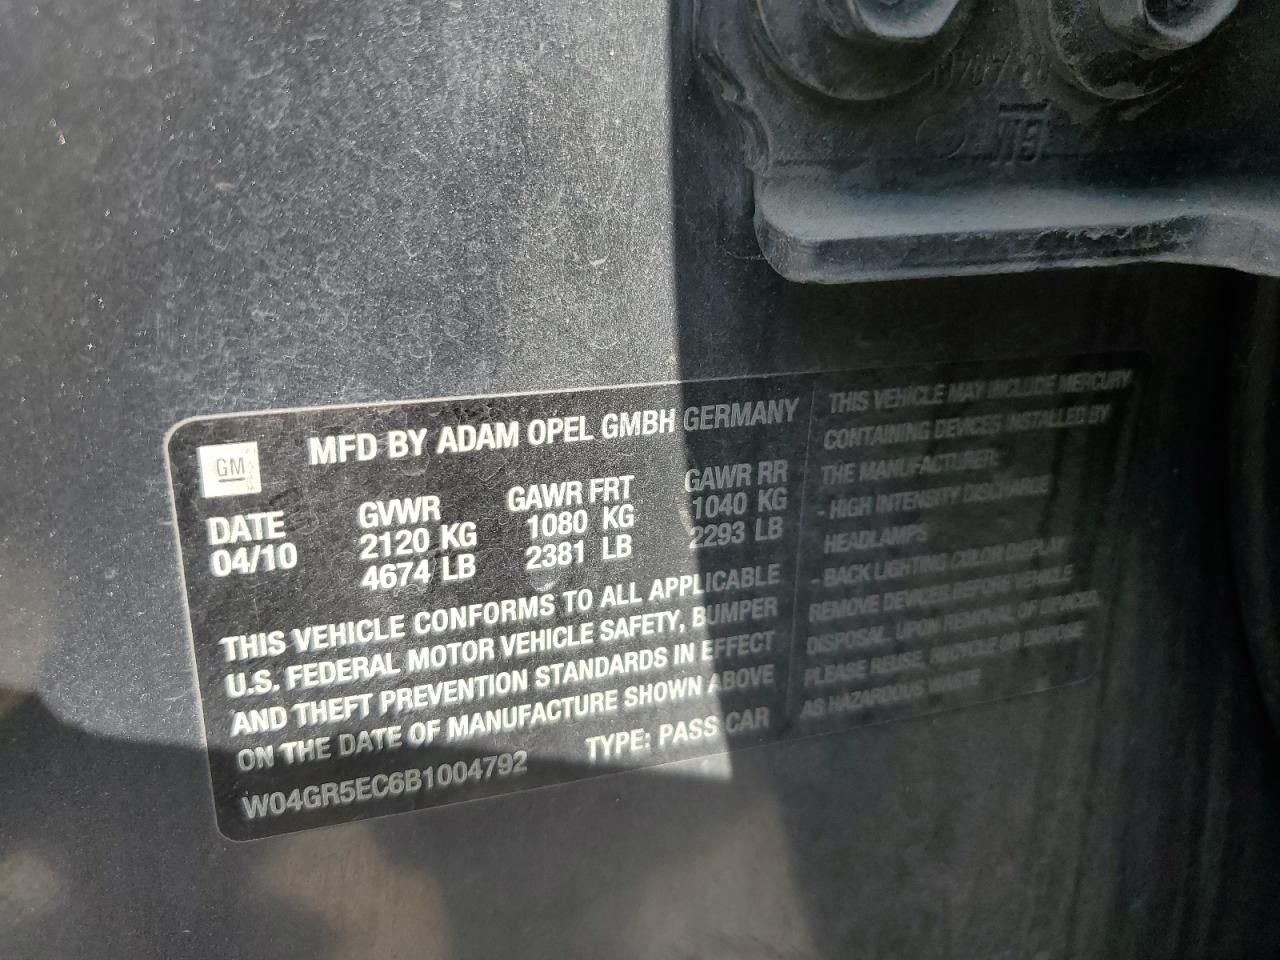 GM
MFD BY ADAM OPEL GMBH GERMANY
DATE GVWR GAWR FRT GAWR RR
04/10 2120 KG 1080 KG 1040 KG
4674 LB 2381 LB 2293 LB
THIS VEHICLE CONFORMS TO ALL APPLICABLE
U.S. FEDERAL MOTOR VEHICLE SAFETY, BUMPER
AND THEFT PREVENTION STANDARDS IN EFFECT
ON THE DATE OF MANUFACTURE SHOWN ABOVE
W04GR5EC6B1004792 TYPE: PASS CAR
THIS VEHICLE MAY INCLUDE MERCURY
CONTAINING DEVICES INSTALLED BY
THE MANUFACTURER:
- HIGH INTENSITY DISCHARGE
HEADLAMPS
- BACK LIGHTING COLOR DISPLAY
REMOVE DEVICES BEFORE VEHICLE
DISPOSAL. UPON REMOVAL OF DEVICES,
PLEASE REUSE, RECYCLE OR DISPOSE
AS HAZARDOUS WASTE